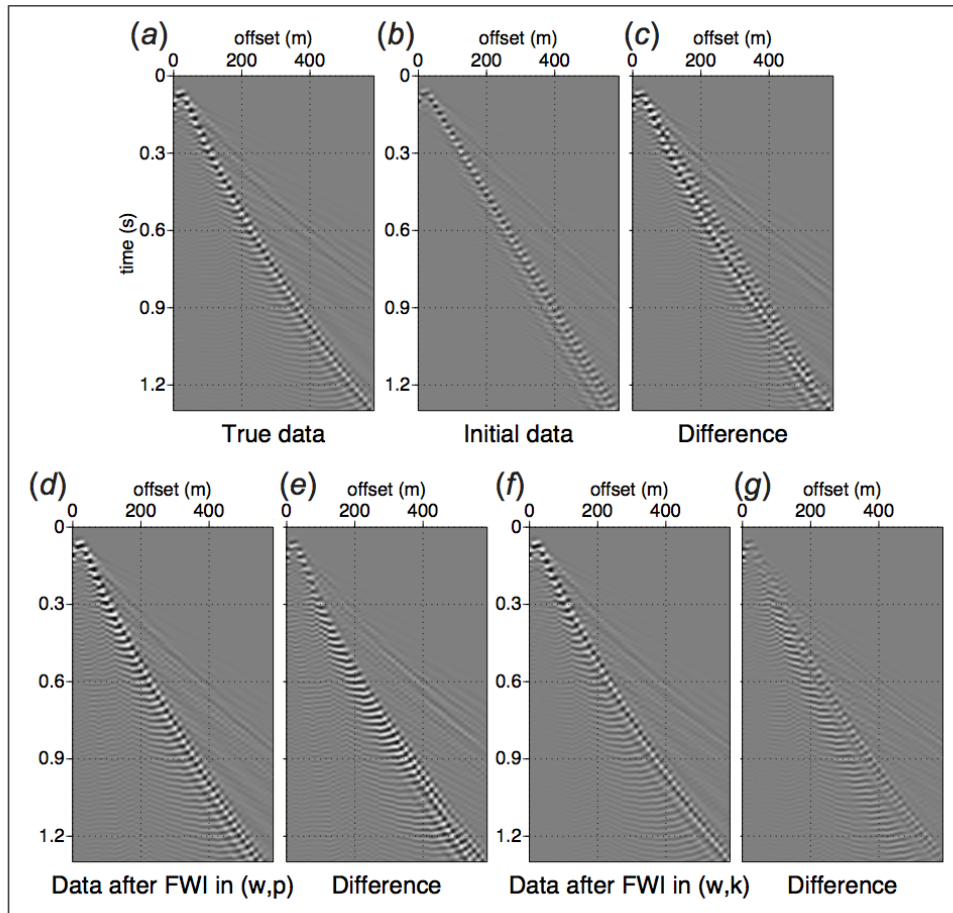 (a) offset (m) (b) offset (m) (c) offset (m)
0 200 400 0 200 400 0 200 400
0
0.3
0.6
0.9
1.2
time (s)
True data Initial data Difference
(d) offset (m) (e) offset (m) (f) offset (m) (g) offset (m)
0 200 400 0 200 400 0 200 400 0 200 400
0 0 0 0
0.3 0.3 0.3 0.3
0.6 0.6 0.6 0.6
0.9 0.9 0.9 0.9
1.2 1.2 1.2 1.2
Data after FWI in (w,p) Difference Data after FWI in (w,k) Difference